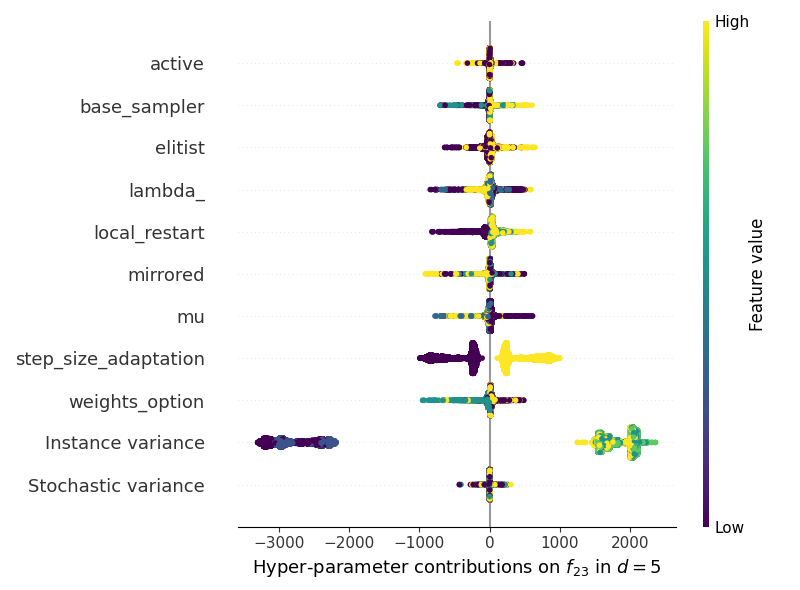 High
active
base_sampler
elitist
lambda_
local_restart
mirrored
mu
step_size_adaptation
weights_option
Instance variance
Stochastic variance
Feature value
Low
−3000 −2000 −1000 0 1000 2000
Hyper-parameter contributions on f₂₃ in d = 5